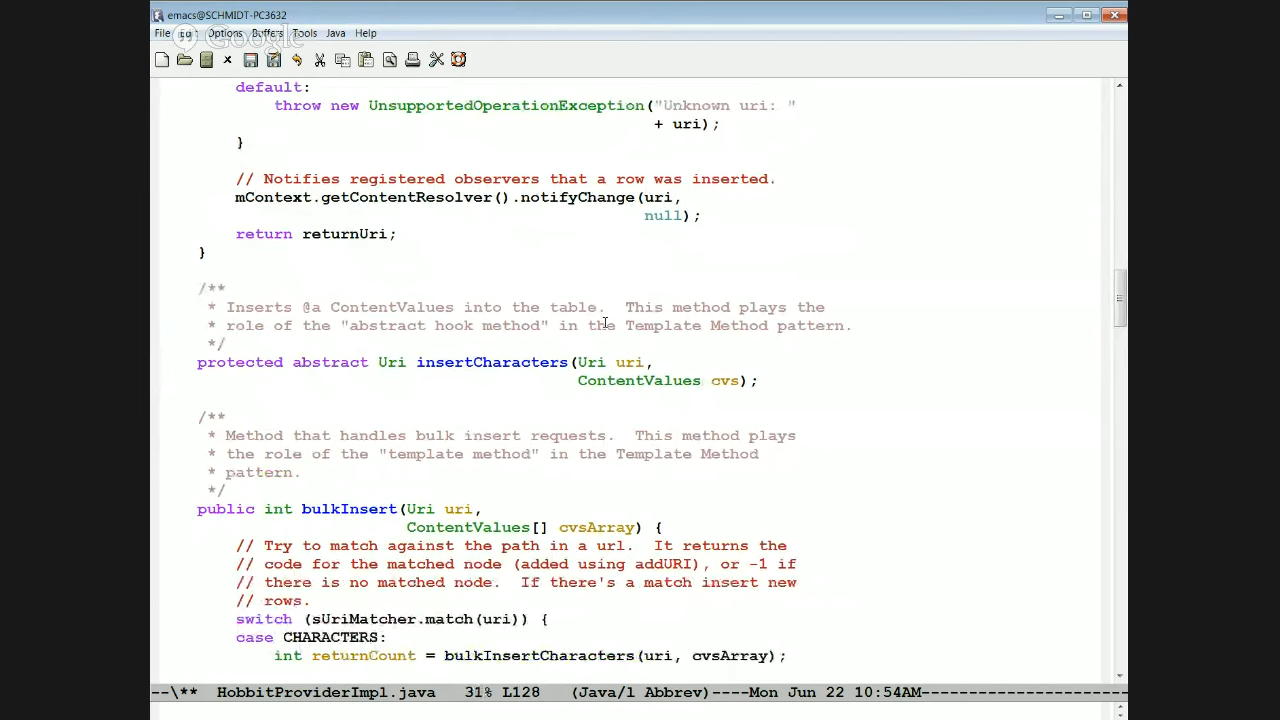 emacs@SCHMIDT-PC3632
File Edit Options Buffers Tools Java Help
Google
default:
throw new UnsupportedOperationException("Unknown uri: "
+ uri);
}
// Notifies registered observers that a row was inserted.
mContext.getContentResolver().notifyChange(uri,
null);
return returnUri;
}
/**
* Inserts @a ContentValues into the table.  This method plays the
* role of the "abstract hook method" in the Template Method pattern.
*/
protected abstract Uri insertCharacters(Uri uri,
ContentValues cvs);
/**
* Method that handles bulk insert requests.  This method plays
* the role of the "template method" in the Template Method
* pattern.
*/
public int bulkInsert(Uri uri,
ContentValues[] cvsArray) {
// Try to match against the path in a url.  It returns the
// code for the matched node (added using addURI), or -1 if
// there is no matched node.  If there's a match insert new
// rows.
switch (sUriMatcher.match(uri)) {
case CHARACTERS:
int returnCount = bulkInsertCharacters(uri, cvsArray);
--\** HobbitProviderImpl.java 31% L128 (Java/l Abbrev)----Mon Jun 22 10:54AM----------------------